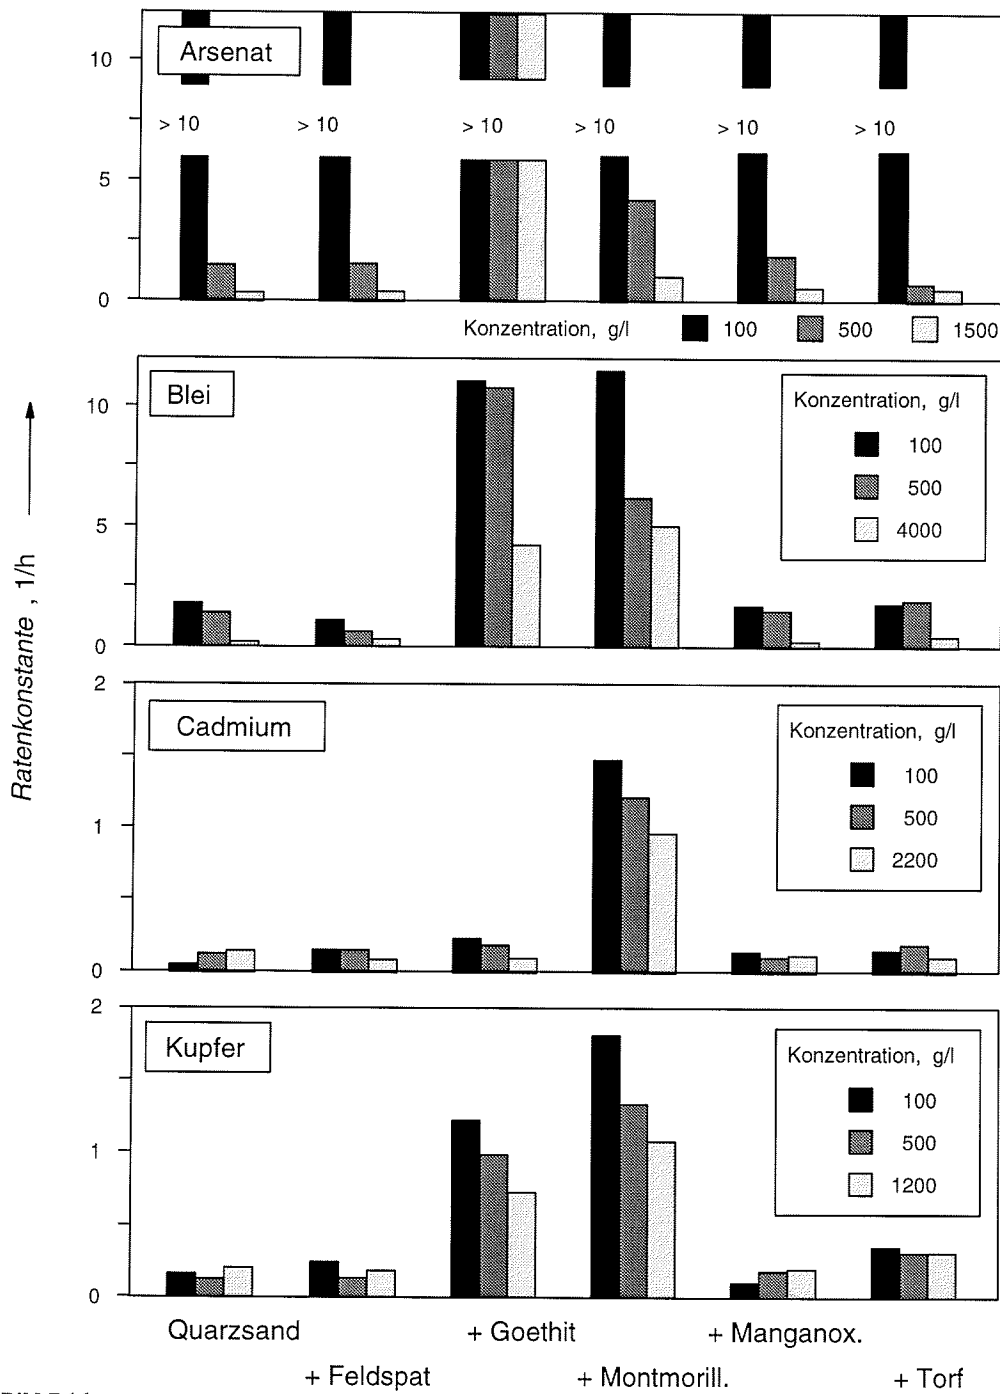 Arsenat
10
> 10 > 10 > 10 > 10 > 10 > 10
5
0
Konzentration, g/l 100 500 1500
Blei
10
5
0
Konzentration, g/l
100
500
4000
Ratenkonstante , 1/h
2
Cadmium
1
0
Konzentration, g/l
100
500
2200
2
Kupfer
1
0
Konzentration, g/l
100
500
1200
Quarzsand + Goethit + Manganox.
+ Feldspat + Montmorill. + Torf